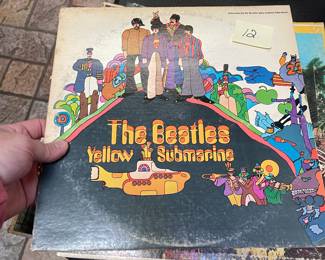 12
The Beatles
Yellow Submarine